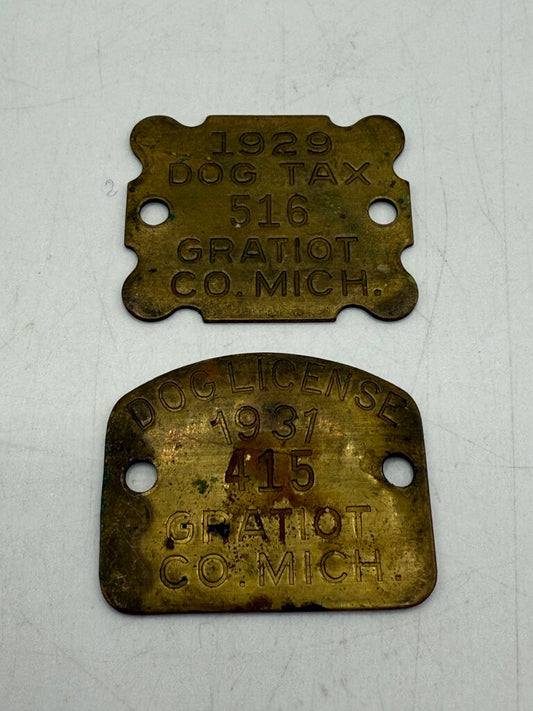 1929
DOG TAX
516
GRATIOT
CO. MICH.
DOG LICENSE
1931
415
GRATIOT
CO. MICH.